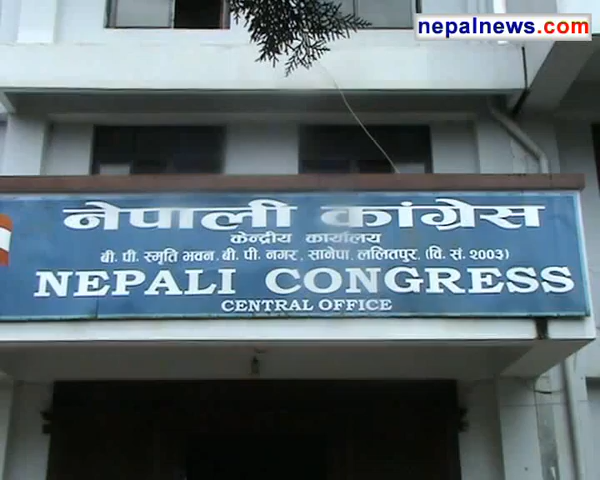 nepalnews.com
नेपाली कांग्रेस
केन्द्रीय कार्यालय
बी. पी. स्मृति भवन, बी. पी. नगर, सानेपा, ललितपुर, (वि. सं. २००३)
NEPALI CONGRESS
CENTRAL OFFICE